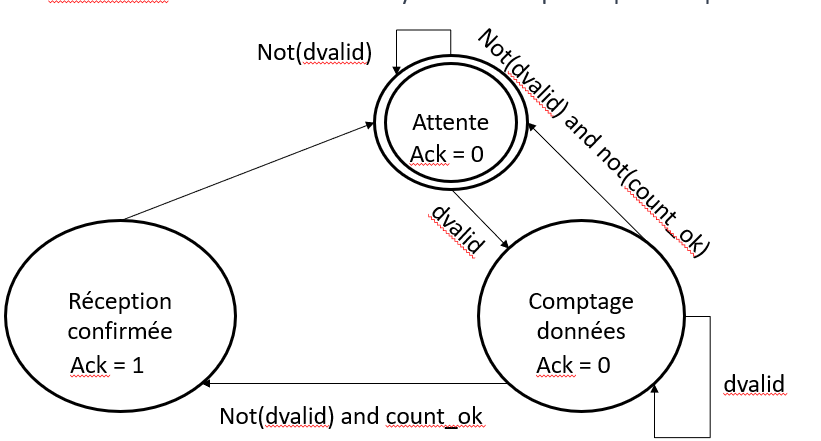 Not(dvalid)
Not(dvalid) and not(count_ok)
Attente
Ack = 0
dvalid
Réception
confirmée
Ack = 1
Comptage
données
Ack = 0
dvalid
Not(dvalid) and count_ok